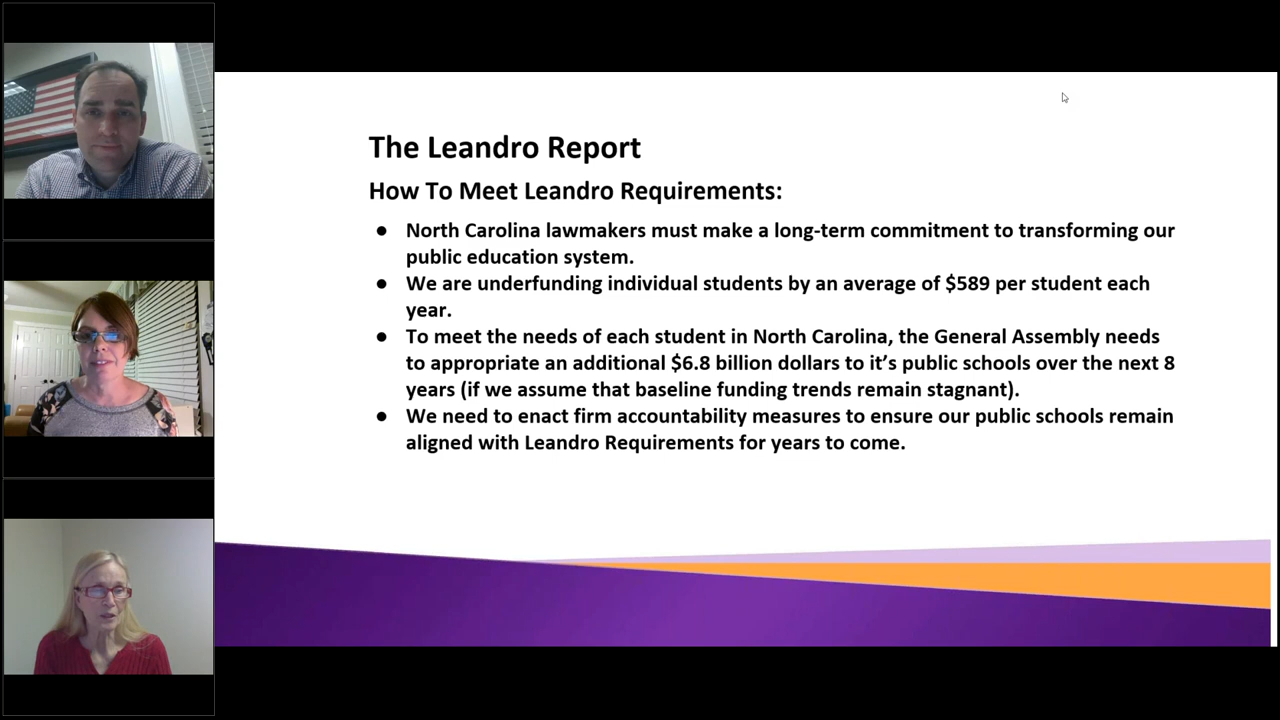 The Leandro Report
How To Meet Leandro Requirements:
● North Carolina lawmakers must make a long-term commitment to transforming our
public education system.
● We are underfunding individual students by an average of $589 per student each
year.
● To meet the needs of each student in North Carolina, the General Assembly needs
to appropriate an additional $6.8 billion dollars to it's public schools over the next 8
years (if we assume that baseline funding trends remain stagnant).
● We need to enact firm accountability measures to ensure our public schools remain
aligned with Leandro Requirements for years to come.